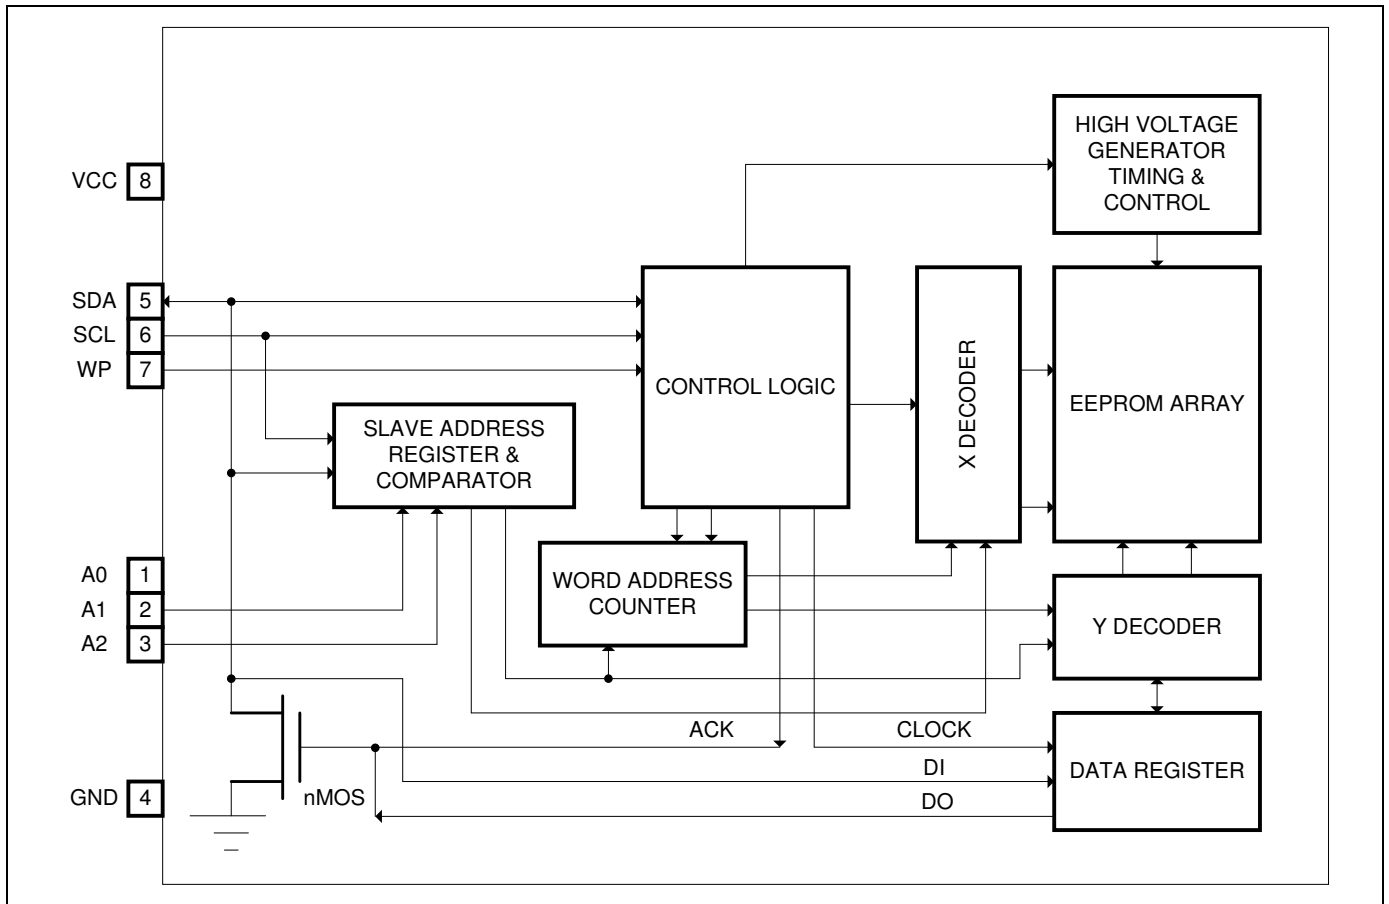 HIGH VOLTAGE
GENERATOR
TIMING &
CONTROL
VCC 8
SDA 5
SCL 6
WP 7
CONTROL LOGIC
X DECODER
EEPROM ARRAY
SLAVE ADDRESS
REGISTER &
COMPARATOR
A0 1
A1 2
A2 3
WORD ADDRESS
COUNTER
Y DECODER
ACK
CLOCK
DI
DO
DATA REGISTER
GND 4
nMOS